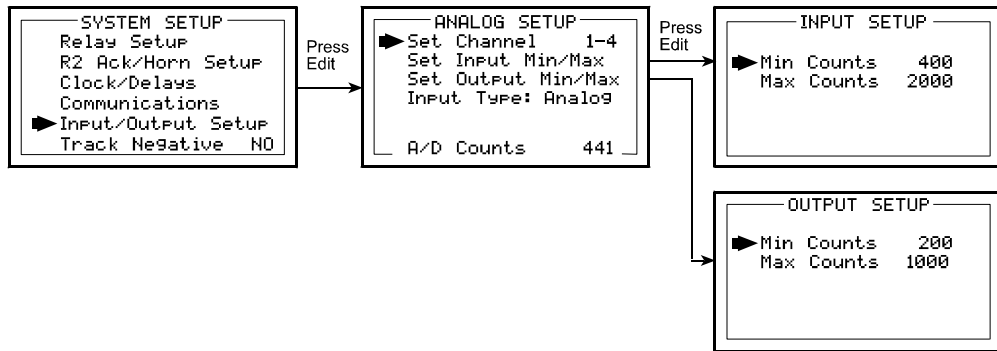 SYSTEM SETUP
Relay Setup
R2 Ack/Horn Setup
Clock/Delays
Communications
Input/Output Setup
Track Negative NO
Press
Edit
ANALOG SETUP
Set Channel 1-4
Set Input Min/Max
Set Output Min/Max
Input Type: Analog
A/D Counts 441
Press
Edit
INPUT SETUP
Min Counts 400
Max Counts 2000
OUTPUT SETUP
Min Counts 200
Max Counts 1000